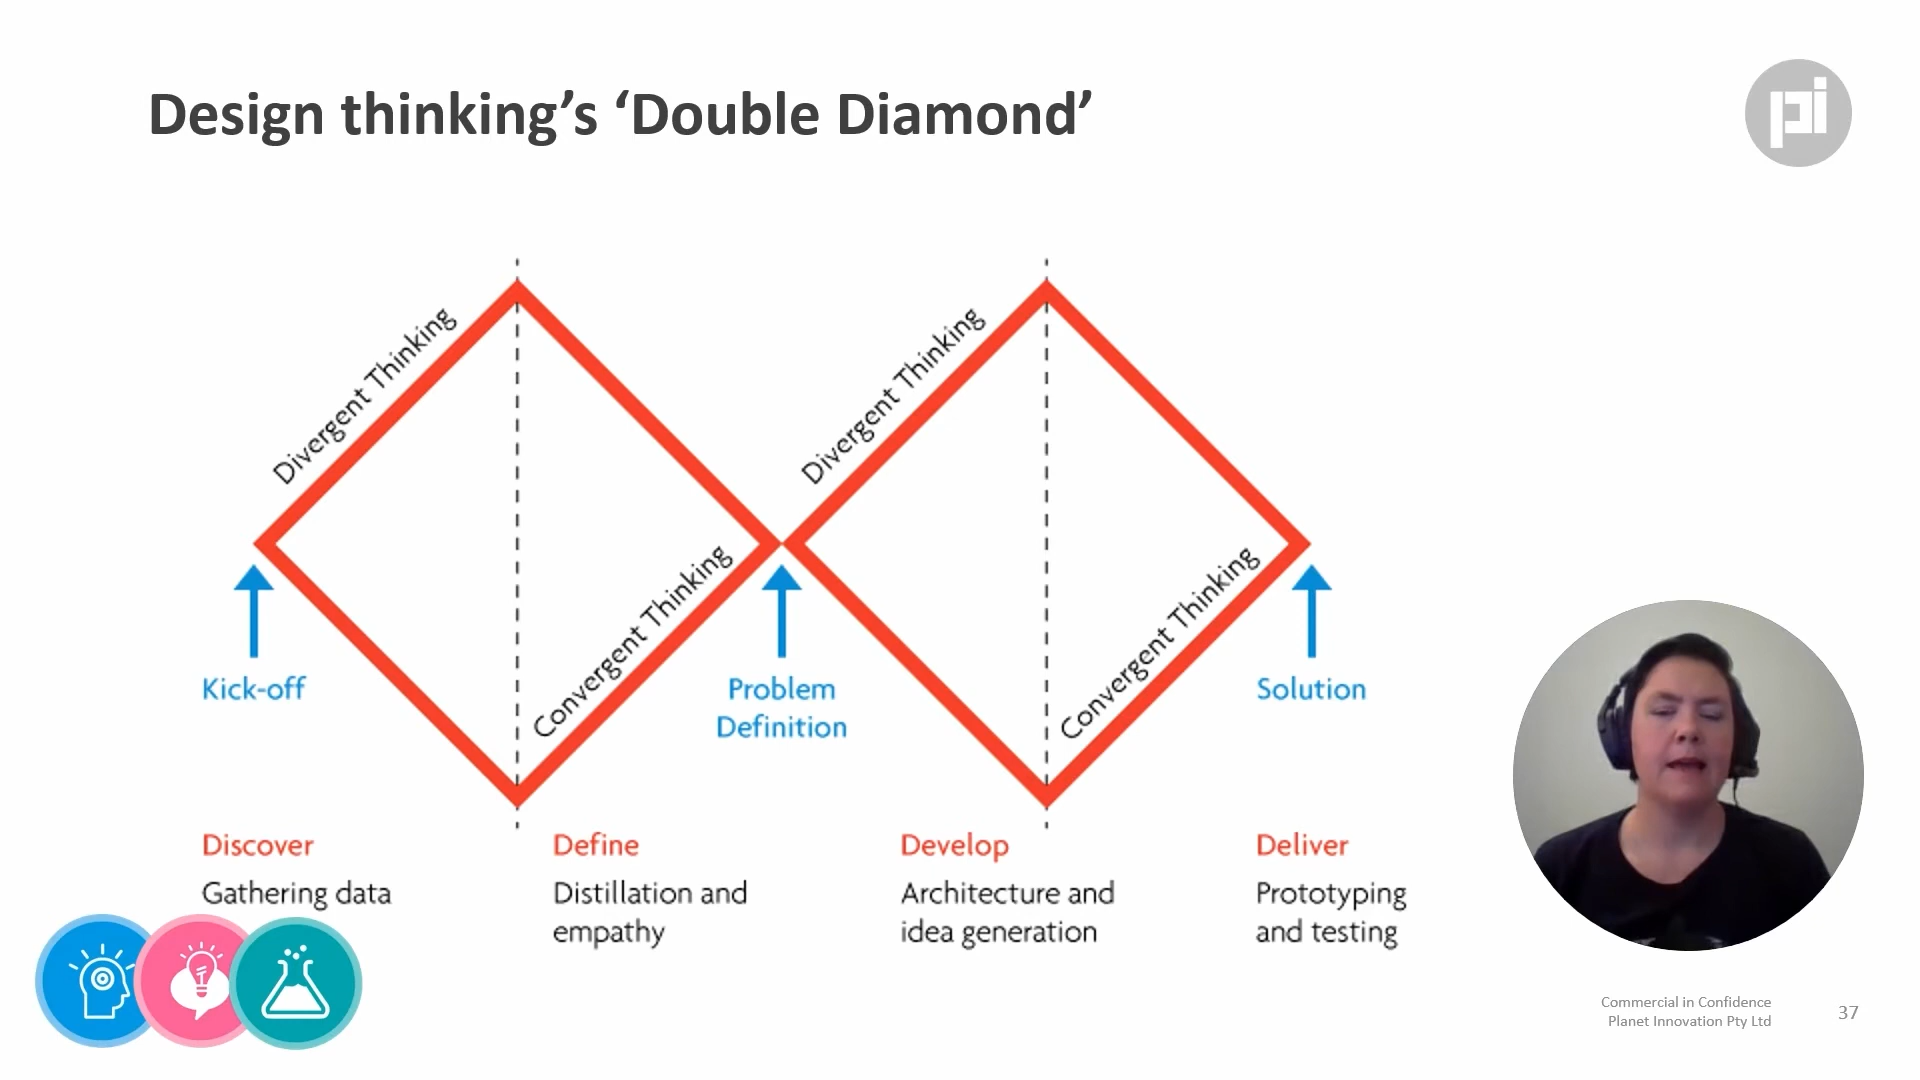 Design thinking’s ‘Double Diamond’
pi
Divergent Thinking
Convergent Thinking
Divergent Thinking
Convergent Thinking
Kick-off
Problem
Definition
Solution
Discover
Gathering data
Define
Distillation and
empathy
Develop
Architecture and
idea generation
Deliver
Prototyping
and testing
Commercial in Confidence
Planet Innovation Pty Ltd
37